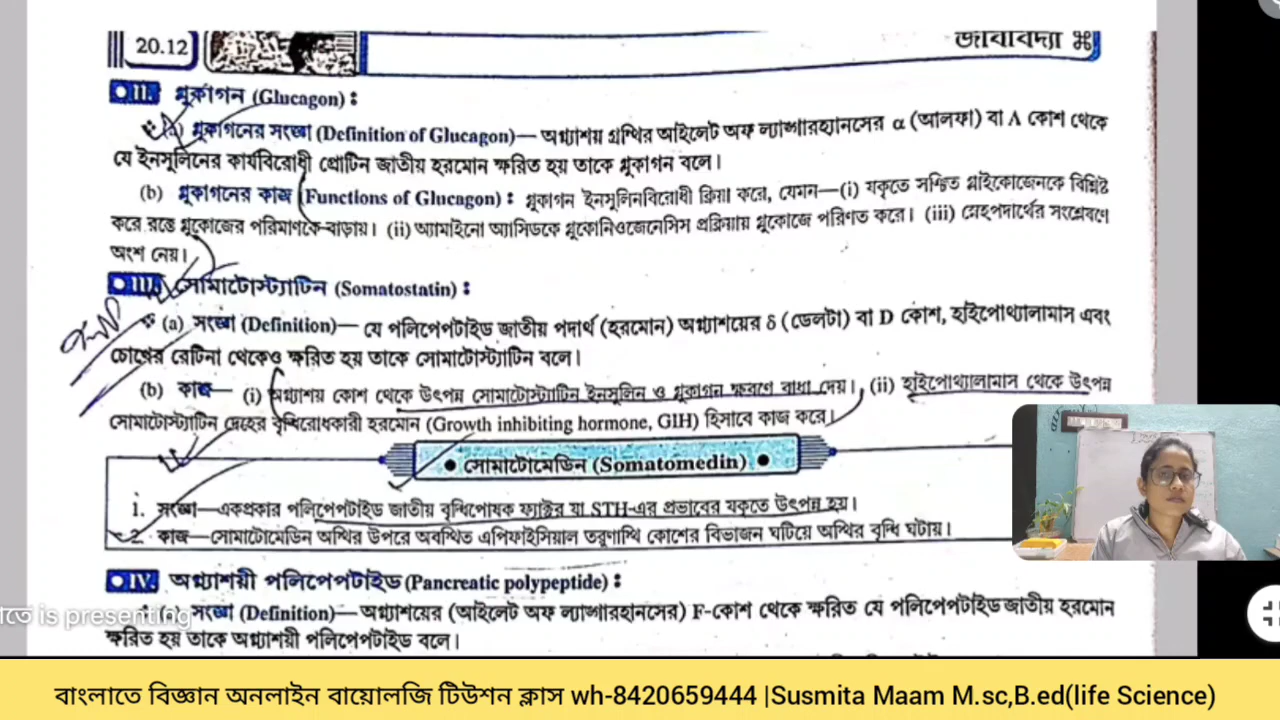 20.12
জীববিদ্যা
II. গ্লুকাগন (Glucagon) :
(a) গ্লুকাগনের সংজ্ঞা (Definition of Glucagon)— অগ্ন্যাশয় গ্রন্থির আইলেট অফ ল্যাঙ্গারহ্যানসের α (আলফা) বা A কোশ থেকে
যে ইনসুলিনের কার্যবিরোধী প্রোটিন জাতীয় হরমোন ক্ষরিত হয় তাকে গ্লুকাগন বলে।
(b) গ্লুকাগনের কাজ (Functions of Glucagon) : গ্লুকাগন ইনসুলিনবিরোধী ক্রিয়া করে, যেমন—(i) যকৃতে সঞ্চিত গ্লাইকোজেনকে বিশ্লিষ্ট
করে রক্তে গ্লুকোজের পরিমাণকে বাড়ায়। (ii) অ্যামাইনো অ্যাসিডকে গ্লুকোনিওজেনেসিস প্রক্রিয়ায় গ্লুকোজে পরিণত করে। (iii) স্নেহপদার্থের সংশ্লেষণে
অংশ নেয়।
III. সোমাটোস্ট্যাটিন (Somatostatin) :
(a) সংজ্ঞা (Definition)— যে পলিপেপটাইড জাতীয় পদার্থ (হরমোন) অগ্ন্যাশয়ের δ (ডেলটা) বা D কোশ, হাইপোথ্যালামাস এবং
চোখের রেটিনা থেকেও ক্ষরিত হয় তাকে সোমাটোস্ট্যাটিন বলে।
(b) কাজ— (i) অগ্ন্যাশয় কোশ থেকে উৎপন্ন সোমাটোস্ট্যাটিন ইনসুলিন ও গ্লুকাগন ক্ষরণে বাধা দেয়। (ii) হাইপোথ্যালামাস থেকে উৎপন্ন
সোমাটোস্ট্যাটিন দেহের বৃদ্ধিরোধকারী হরমোন (Growth inhibiting hormone, GIH) হিসাবে কাজ করে।
• সোমাটোমেডিন (Somatomedin) •
1. সংজ্ঞা—একপ্রকার পলিপেপটাইড জাতীয় বৃদ্ধিপোষক ফ্যাক্টর যা STH-এর প্রভাবের যকৃতে উৎপন্ন হয়।
2. কাজ—সোমাটোমেডিন অস্থির উপরে অবস্থিত এপিফাইসিয়াল তরুণাস্থি কোশের বিভাজন ঘটিয়ে অস্থির বৃদ্ধি ঘটায়।
IV. অগ্ন্যাশয়ী পলিপেপটাইড (Pancreatic polypeptide) :
(a) সংজ্ঞা (Definition)—অগ্ন্যাশয়ের (আইলেট অফ ল্যাঙ্গারহানসের) F-কোশ থেকে ক্ষরিত যে পলিপেপটাইড জাতীয় হরমোন
ক্ষরিত হয় তাকে অগ্ন্যাশয়ী পলিপেপটাইড বলে।
াতে is presenting
বাংলাতে বিজ্ঞান অনলাইন বায়োলজি টিউশন ক্লাস wh-8420659444 |Susmita Maam M.sc,B.ed(life Science)